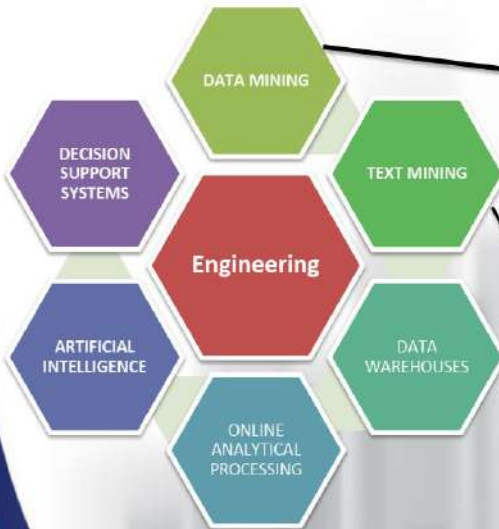 DATA MINING
DECISION
SUPPORT
SYSTEMS
TEXT MINING
Engineering
ARTIFICIAL
INTELLIGENCE
DATA
WAREHOUSES
ONLINE
ANALYTICAL
PROCESSING